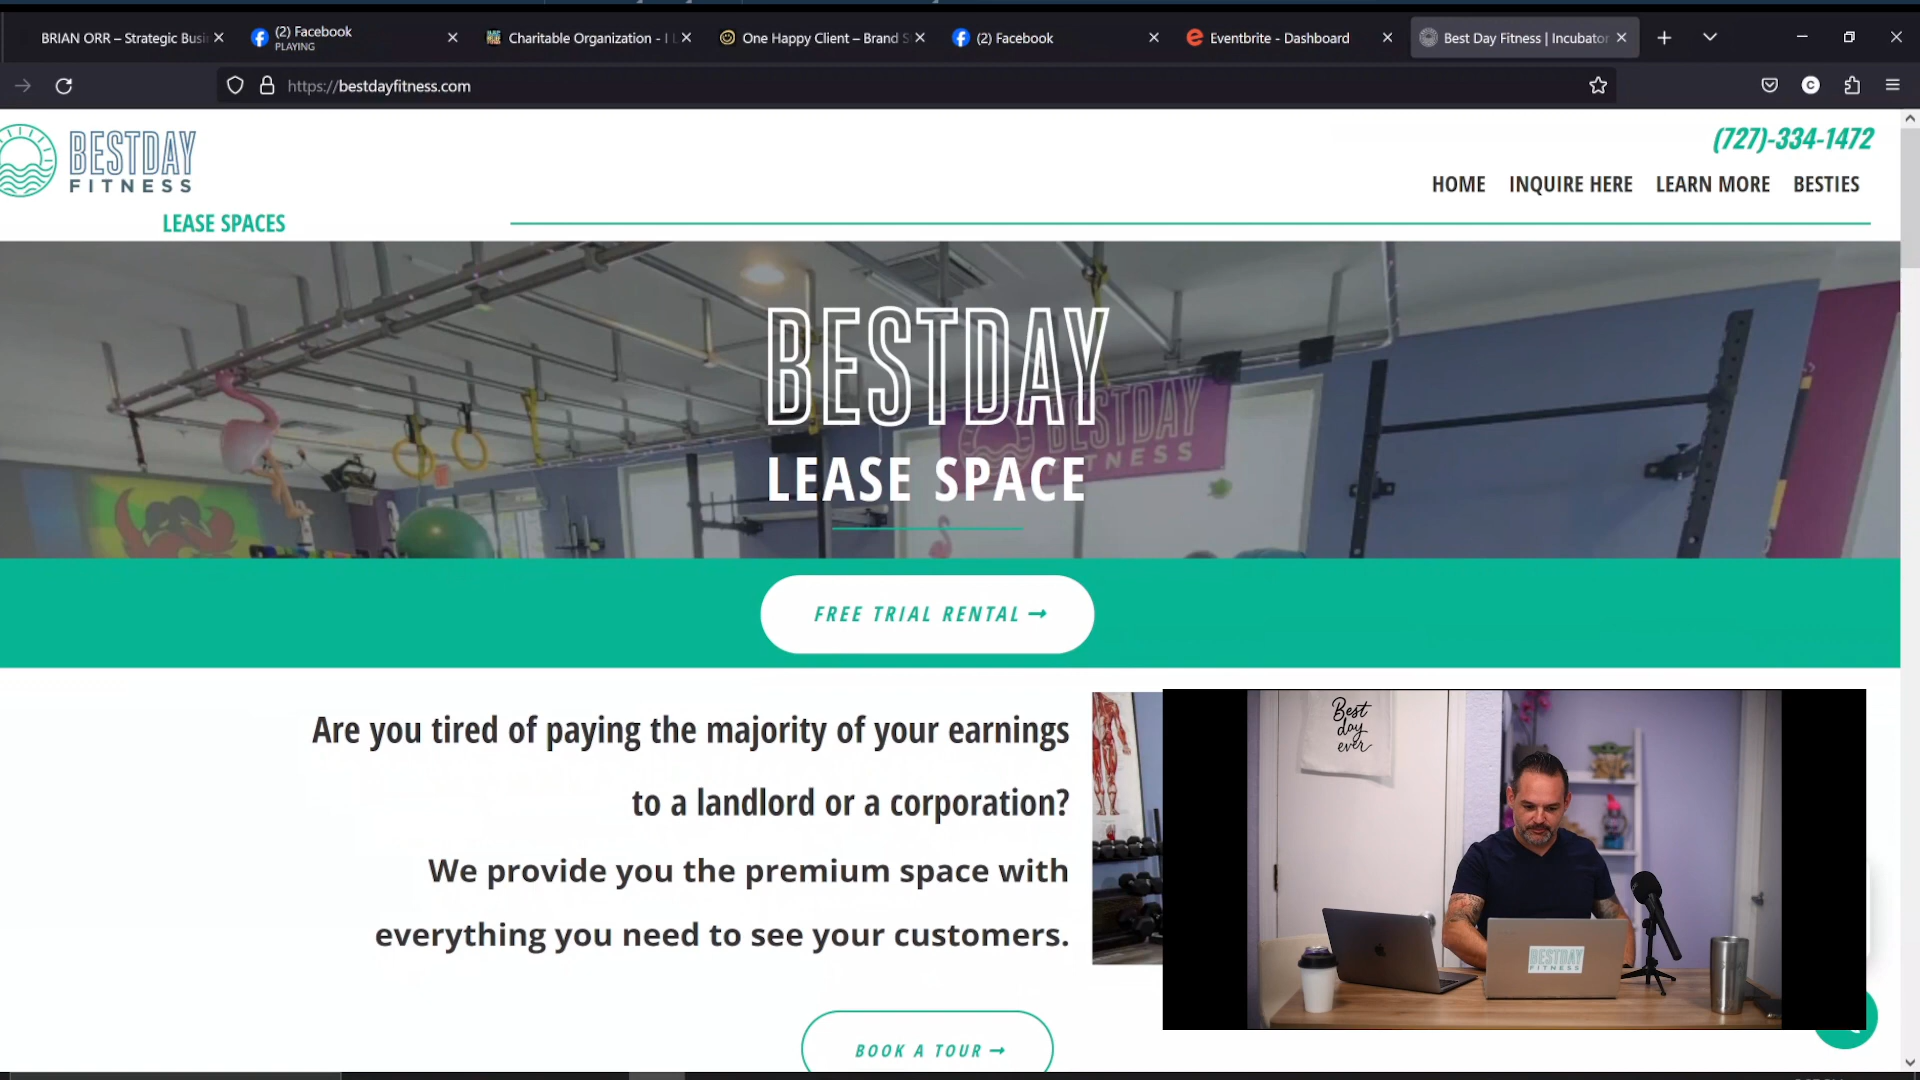 BRIAN ORR – Strategic Busi
(2) Facebook
PLAYING
Charitable Organization - I L
One Happy Client – Brand S
(2) Facebook
Eventbrite - Dashboard
Best Day Fitness | Incubator
https://bestdayfitness.com
BESTDAY
FITNESS
(727)-334-1472
HOME INQUIRE HERE LEARN MORE BESTIES
LEASE SPACES
BESTDAY
BESTDAY
FITNESS
LEASE SPACE
FREE TRIAL RENTAL →
Are you tired of paying the majority of your earnings
to a landlord or a corporation?
We provide you the premium space with
everything you need to see your customers.
BOOK A TOUR →
Best
day
ever
BESTDAY
FITNESS